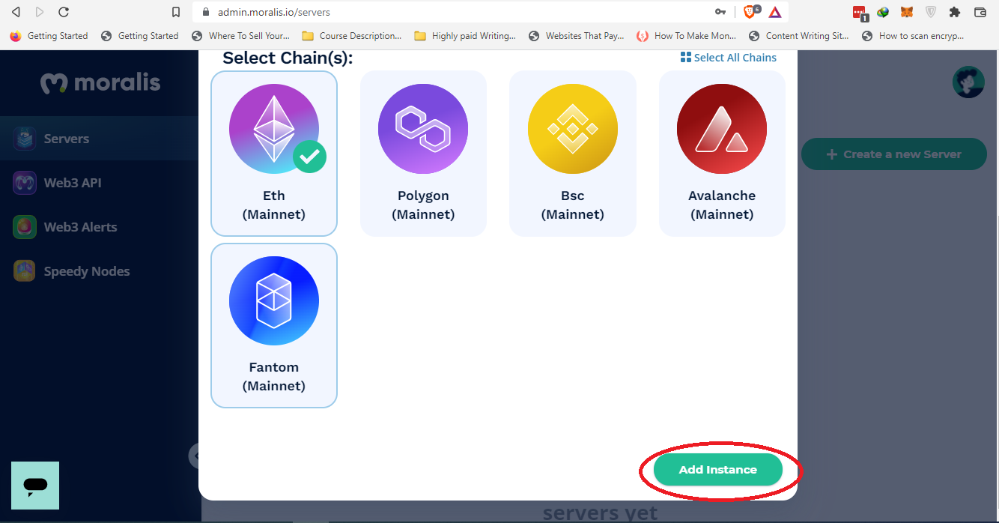 admin.moralis.io/servers
6
1
Getting Started
Getting Started
Where To Sell Your...
Course Description...
Highly paid Writing...
Websites That Pay...
How To Make Mon...
Content Writing Sit...
How to scan encryp...
moralis
Servers
Web3 API
Web3 Alerts
Speedy Nodes
Select Chain(s):
Select All Chains
Eth
(Mainnet)
Polygon
(Mainnet)
Bsc
(Mainnet)
Avalanche
(Mainnet)
Fantom
(Mainnet)
+ Create a new Server
Add Instance
servers yet